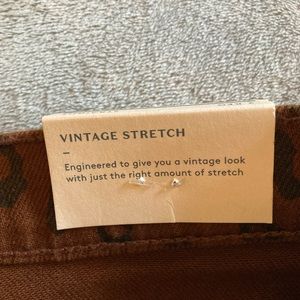 VINTAGE STRETCH
–
Engineered to give you a vintage look
with just the right amount of stretch